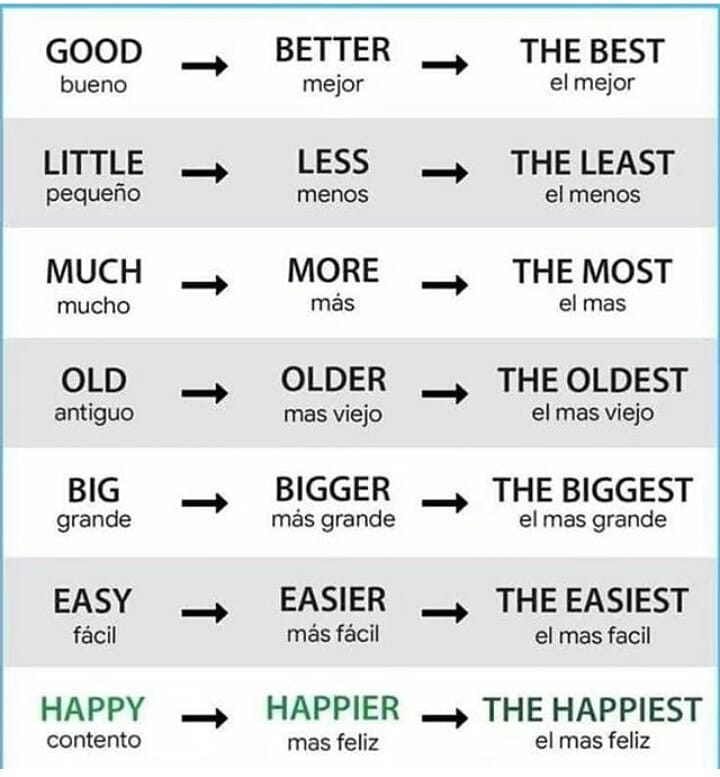 GOOD → BETTER → THE BEST
bueno mejor el mejor
LITTLE → LESS → THE LEAST
pequeño menos el menos
MUCH → MORE → THE MOST
mucho más el mas
OLD → OLDER → THE OLDEST
antiguo mas viejo el mas viejo
BIG → BIGGER → THE BIGGEST
grande más grande el mas grande
EASY → EASIER → THE EASIEST
fácil más fácil el mas facil
HAPPY → HAPPIER → THE HAPPIEST
contento mas feliz el mas feliz